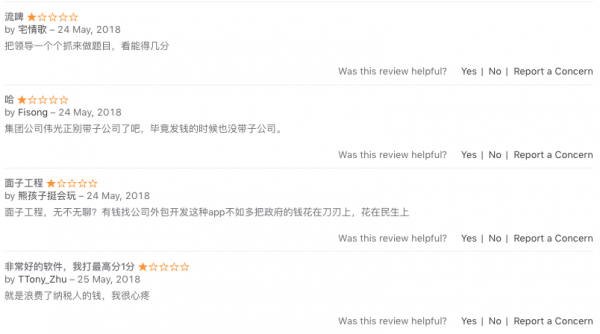 流啤 ★☆☆☆☆
by 宅情歌 – 24 May, 2018
把领导一个个抓来做题目，看能得几分
Was this review helpful? Yes | No | Report a Concern
哈 ★☆☆☆☆
by Fisong – 24 May, 2018
集团公司伟光正别带子公司了吧，毕竟发钱的时候也没带子公司。
Was this review helpful? Yes | No | Report a Concern
面子工程 ★☆☆☆☆
by 熊孩子挺会玩 – 24 May, 2018
面子工程，无不无聊？有钱找公司外包开发这种app不如多把政府的钱花在刀刃上，花在民生上
Was this review helpful? Yes | No | Report a Concern
非常好的软件，我打最高分1分 ★☆☆☆☆
by TTony_Zhu – 25 May, 2018
就是浪费了纳税人的钱，我很心疼
Was this review helpful? Yes | No | Report a Concern